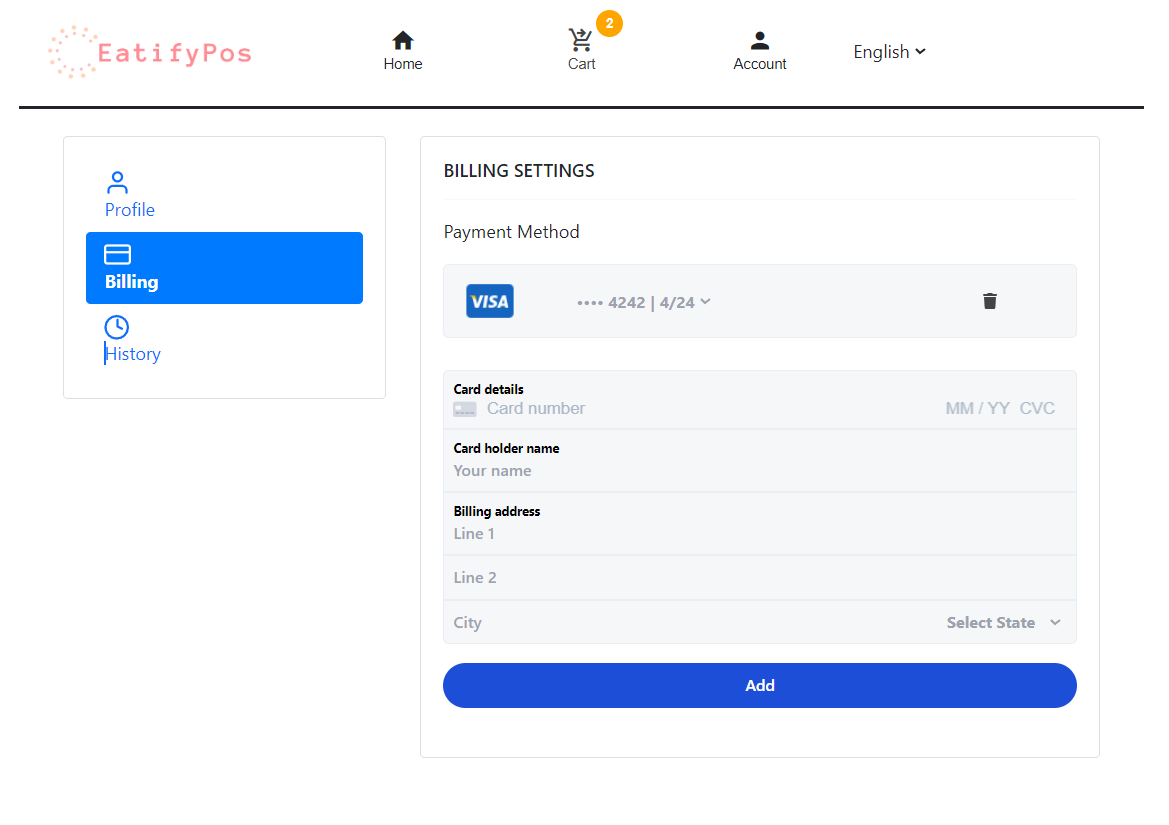 EatifyPos
Home
2
Cart
Account
English
Profile
Billing
History
BILLING SETTINGS
Payment Method
VISA •••• 4242 | 4/24
Card details
Card number MM / YY CVC
Card holder name
Your name
Billing address
Line 1
Line 2
City Select State
Add